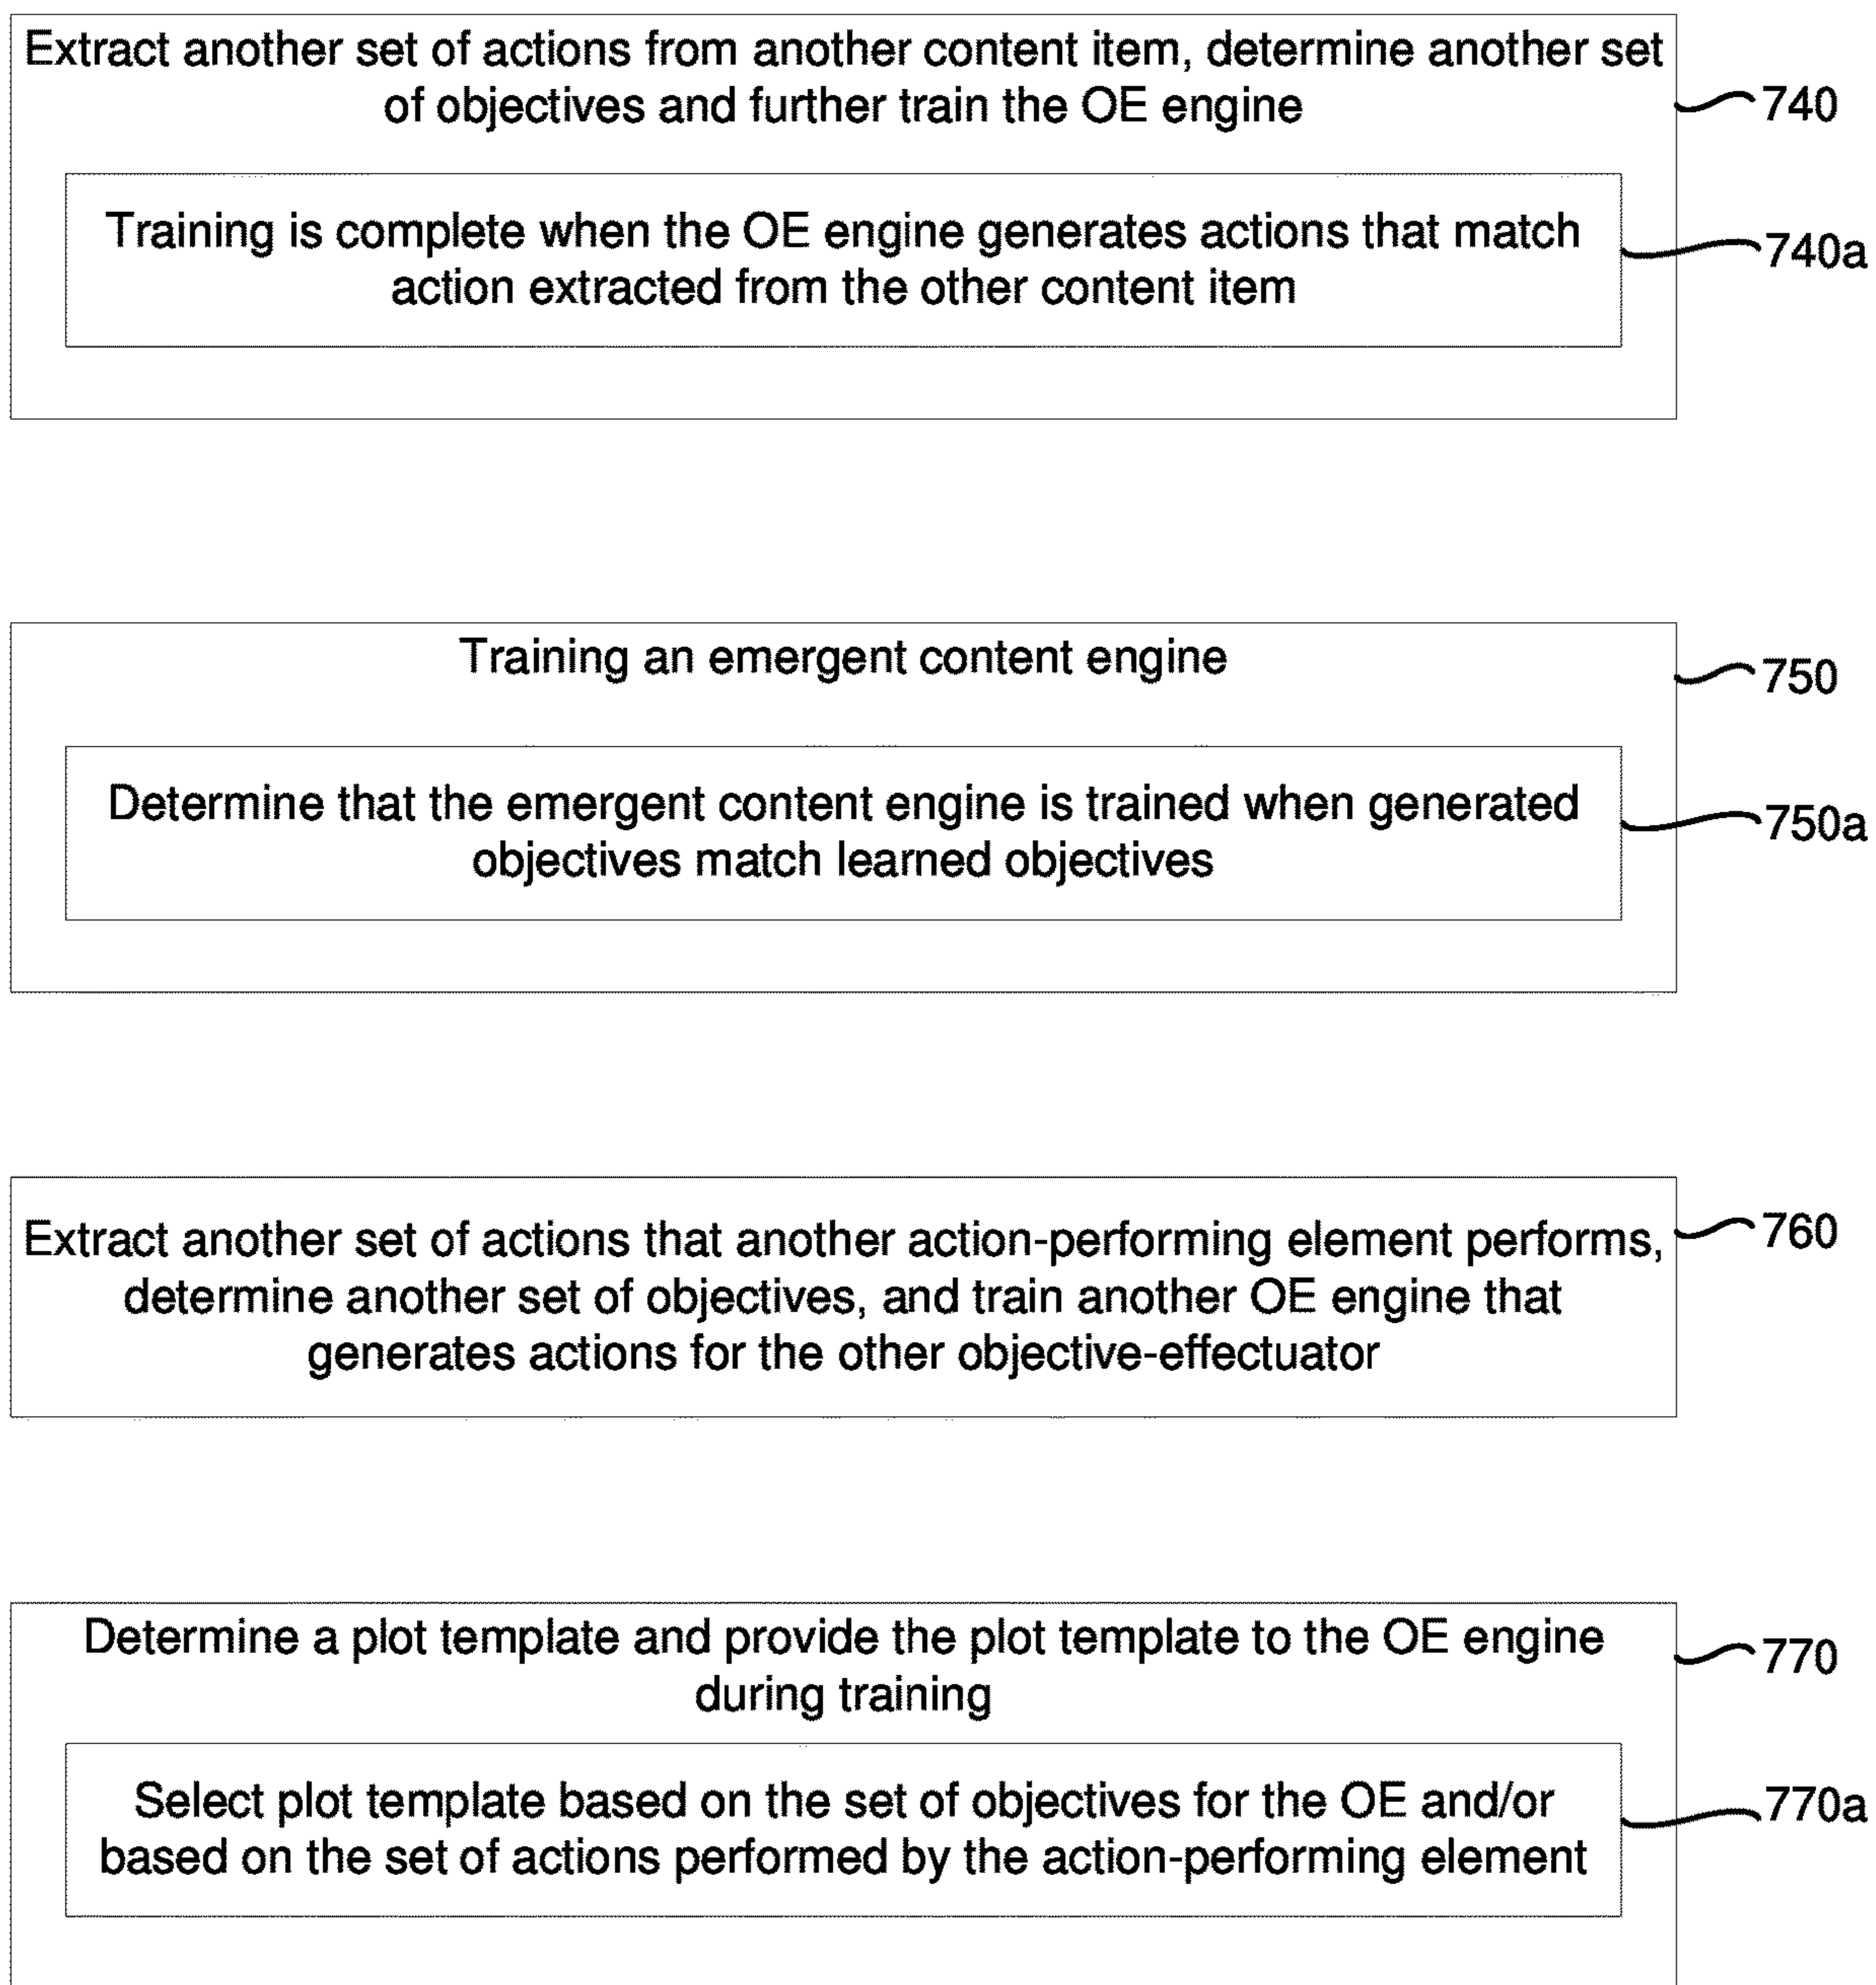 Extract another set of actions from another content item, determine another set
of objectives and further train the OE engine
740
Training is complete when the OE engine generates actions that match
action extracted from the other content item
740a
Training an emergent content engine
750
Determine that the emergent content engine is trained when generated
objectives match learned objectives
750a
Extract another set of actions that another action-performing element performs,
determine another set of objectives, and train another OE engine that
generates actions for the other objective-effectuator
760
Determine a plot template and provide the plot template to the OE engine
during training
770
Select plot template based on the set of objectives for the OE and/or
based on the set of actions performed by the action-performing element
770a